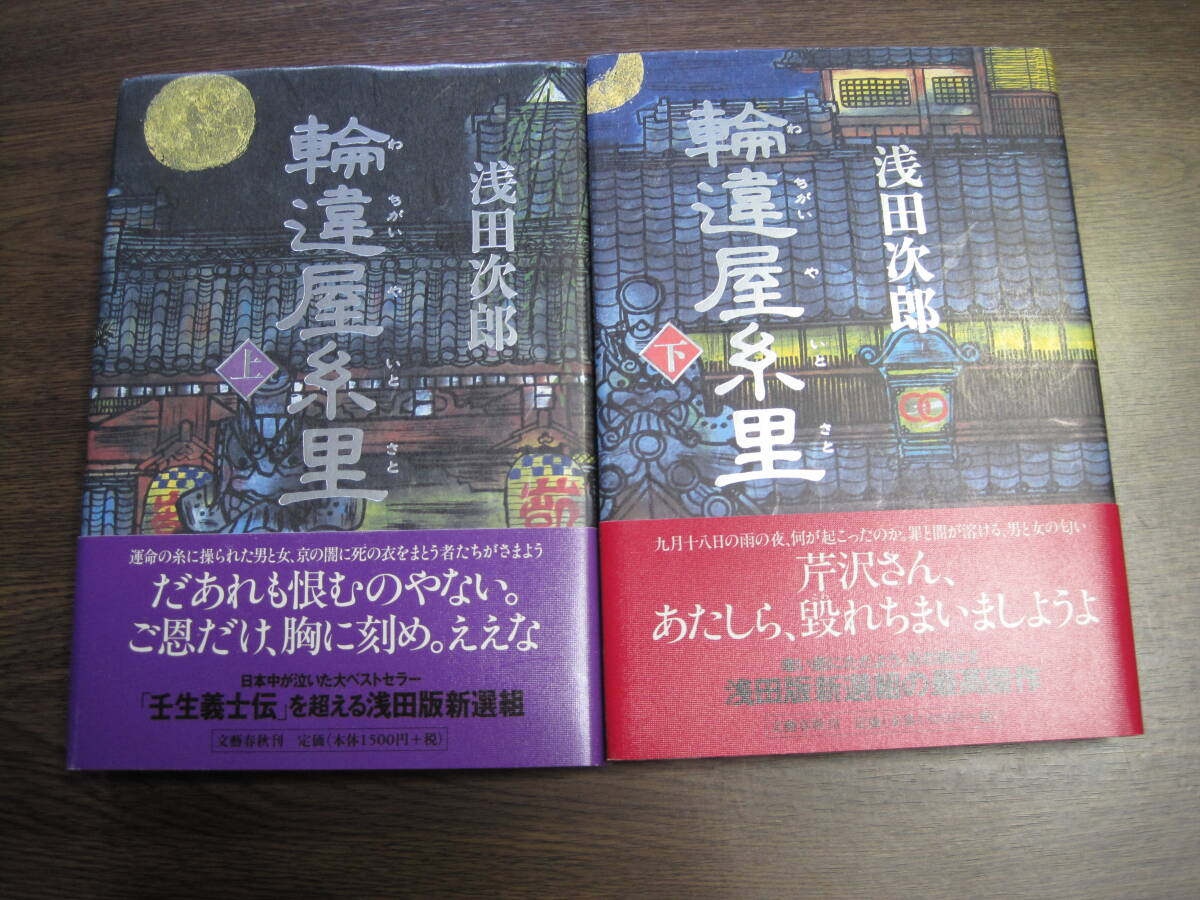 浅田次郎
輪違屋糸里
わ ちがい や いと さと
上
運命の糸に操られた男と女、京の闇に死の衣をまとう者たちがさまよう
だあれも恨むのやない。
ご恩だけ、胸に刻め。ええな
日本中が泣いた大ベストセラー
「壬生義士伝」を超える浅田版新選組
文藝春秋刊 定価(本体1500円+税)
浅田次郎
輪違屋糸里
わ ちがい や いと さと
下
九月十八日の雨の夜、何が起こったのか。罪と闇が溶ける、男と女の匂い
芹沢さん、
あたしら、毀れちまいましようよ
浅田版新選組の
文藝春秋刊 定価